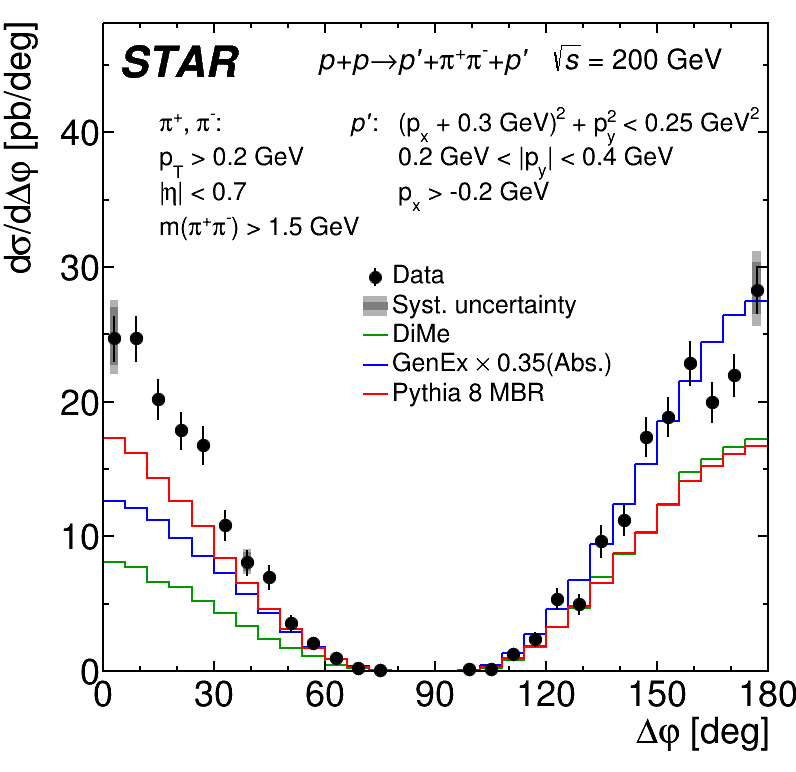 STAR
p+p→p′+π⁺π⁻+p′ √s = 200 GeV
π⁺, π⁻: p′: (pₓ + 0.3 GeV)² + p_y² < 0.25 GeV²
p_T > 0.2 GeV 0.2 GeV < |p_y| < 0.4 GeV
|η| < 0.7 pₓ > -0.2 GeV
m(π⁺π⁻) > 1.5 GeV
Data
Syst. uncertainty
DiMe
GenEx × 0.35(Abs.)
Pythia 8 MBR
dσ/dΔφ [pb/deg]
40
30
20
10
0
0 30 60 90 120 150 180
Δφ [deg]